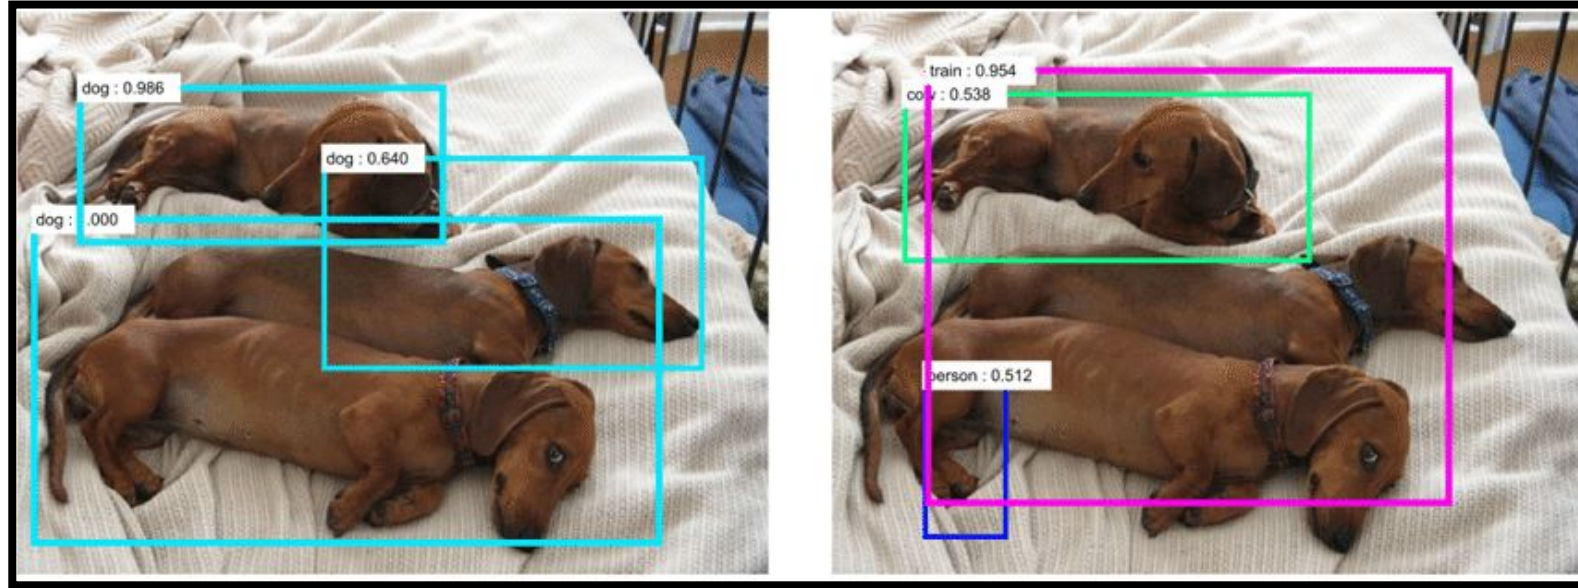 dog : 0.986
dog : 0.640
dog : .000
train : 0.954
cow : 0.538
person : 0.512